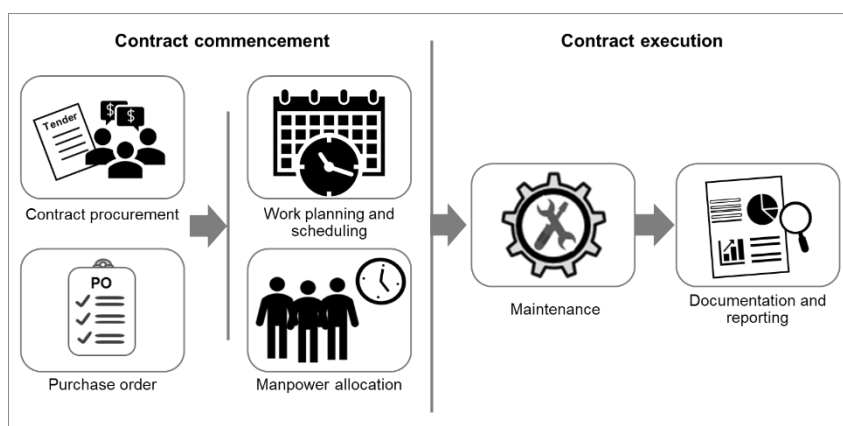 Contract commencement
Contract execution
Tender
$ $
Contract procurement
Work planning and
scheduling
PO
Purchase order
Manpower allocation
Maintenance
Documentation and
reporting